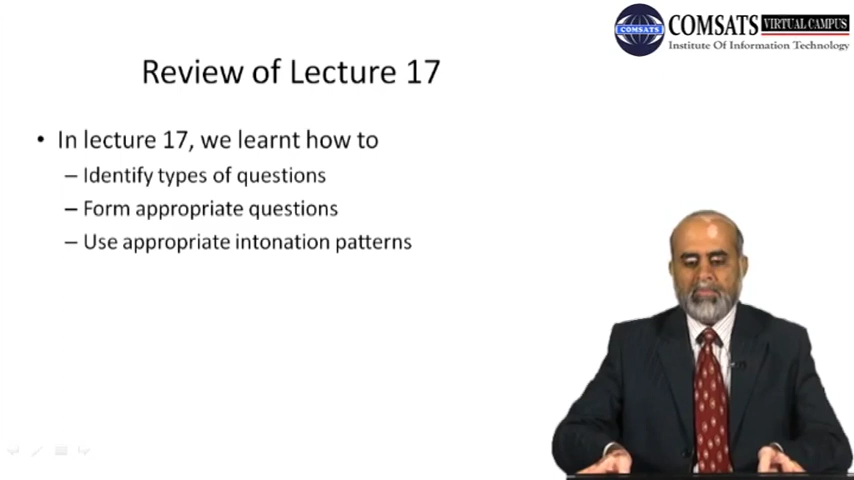 COMSATS
COMSATS VIRTUAL CAMPUS
Institute Of Information Technology
Review of Lecture 17
• In lecture 17, we learnt how to
– Identify types of questions
– Form appropriate questions
– Use appropriate intonation patterns